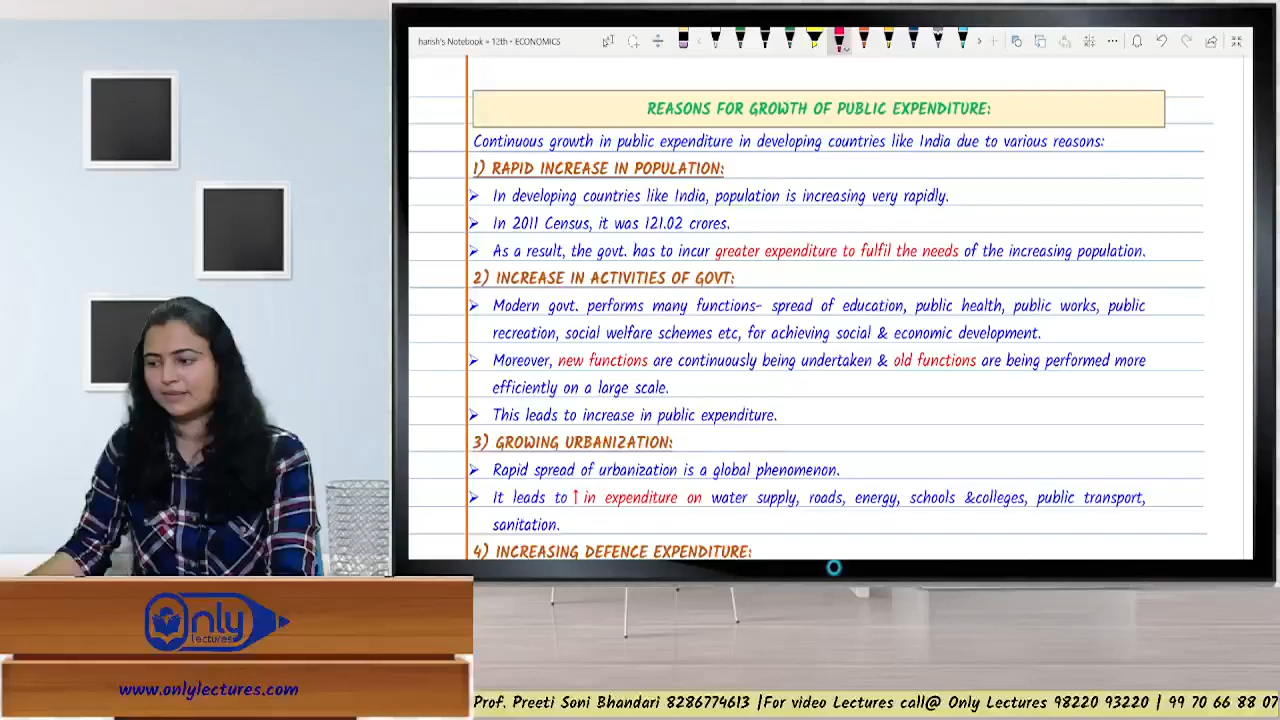 harish's Notebook » 12th - ECONOMICS
REASONS FOR GROWTH OF PUBLIC EXPENDITURE:
Continuous growth in public expenditure in developing countries like India due to various reasons:
1) RAPID INCREASE IN POPULATION:
➢ In developing countries like India, population is increasing very rapidly.
➢ In 2011 Census, it was 121.02 crores.
➢ As a result, the govt. has to incur greater expenditure to fulfil the needs of the increasing population.
2) INCREASE IN ACTIVITIES OF GOVT:
➢ Modern govt. performs many functions- spread of education, public health, public works, public
recreation, social welfare schemes etc, for achieving social & economic development.
➢ Moreover, new functions are continuously being undertaken & old functions are being performed more
efficiently on a large scale.
➢ This leads to increase in public expenditure.
3) GROWING URBANIZATION:
➢ Rapid spread of urbanization is a global phenomenon.
➢ It leads to ↑ in expenditure on water supply, roads, energy, schools &colleges, public transport,
sanitation.
4) INCREASING DEFENCE EXPENDITURE:
Only
lectures
www.onlylectures.com
Prof. Preeti Soni Bhandari 8286774613 |For video Lectures call@ Only Lectures 98220 93220 | 99 70 66 88 07